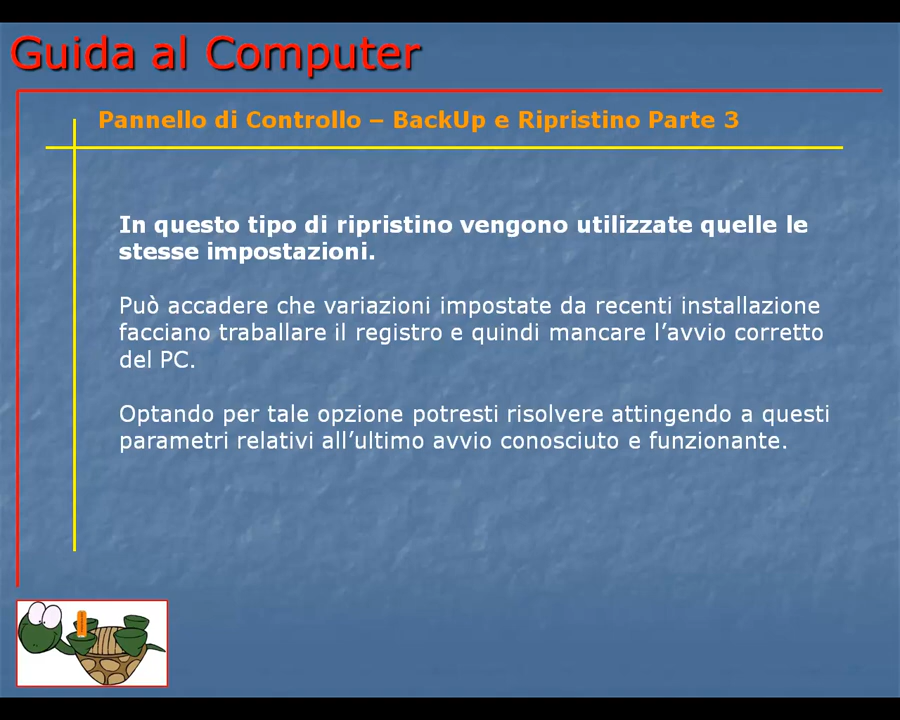 Guida al Computer
Pannello di Controllo – BackUp e Ripristino Parte 3
In questo tipo di ripristino vengono utilizzate quelle le
stesse impostazioni.
Può accadere che variazioni impostate da recenti installazione
facciano traballare il registro e quindi mancare l’avvio corretto
del PC.
Optando per tale opzione potresti risolvere attingendo a questi
parametri relativi all’ultimo avvio conosciuto e funzionante.